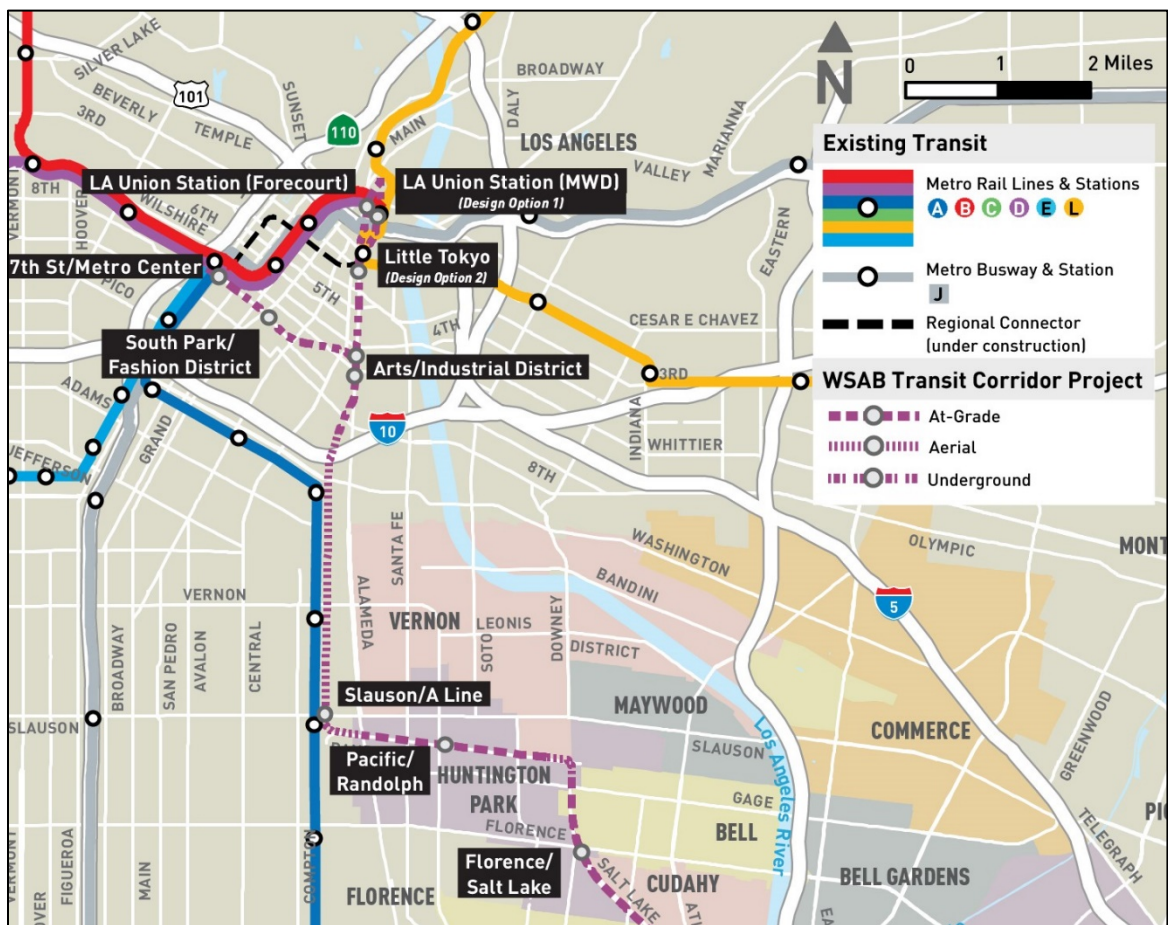 SILVER LAKE
BEVERLY
3RD
TEMPLE
101
SUNSET
110
MAIN
BROADWAY
DALY
LOS ANGELES
VALLEY
MARIANNA
EASTERN
N
0 1 2 Miles
VERMONT
8TH
HOOVER
WILSHIRE
6TH
PICO
5TH
4TH
LA Union Station (Forecourt)
LA Union Station (MWD)
(Design Option 1)
7th St/Metro Center
Little Tokyo
(Design Option 2)
South Park/
Fashion District
Arts/Industrial District
CESAR E CHAVEZ
3RD
INDIANA
WHITTIER
8TH
10
ADAMS
JEFFERSON
GRAND
Existing Transit
Metro Rail Lines & Stations
A B C D E L
Metro Busway & Station
J
Regional Connector
(under construction)
WSAB Transit Corridor Project
At-Grade
Aerial
Underground
WASHINGTON
BANDINI
OLYMPIC
5
SANTA FE
ALAMEDA
VERNON
VERNON
LEONIS
SOTO
DOWNEY
DISTRICT
BROADWAY
SAN PEDRO
AVALON
CENTRAL
Slauson/A Line
MAYWOOD
Los Angeles River
COMMERCE
GREENWOOD
SLAUSON
SLAUSON
Pacific/
Randolph
HUNTINGTON
PARK
GAGE
FLORENCE
BELL
TELEGRAPH
Florence/
Salt Lake
SALT LAKE
CUDAHY
BELL GARDENS
VERMONT
FIGUEROA
MAIN
COMPTON
FLORENCE